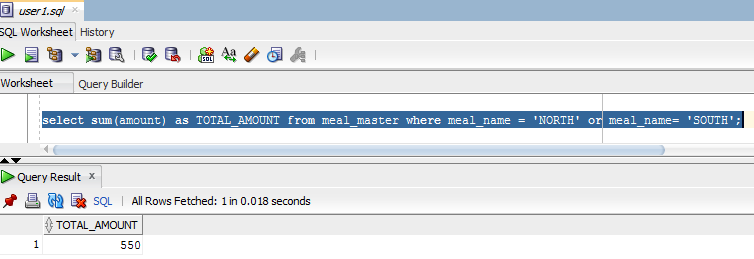 user1.sql ×
SQL Worksheet History
Worksheet Query Builder
select sum(amount) as TOTAL_AMOUNT from meal_master where meal_name = 'NORTH' or meal_name= 'SOUTH';
Query Result ×
SQL | All Rows Fetched: 1 in 0.018 seconds
TOTAL_AMOUNT
1 550